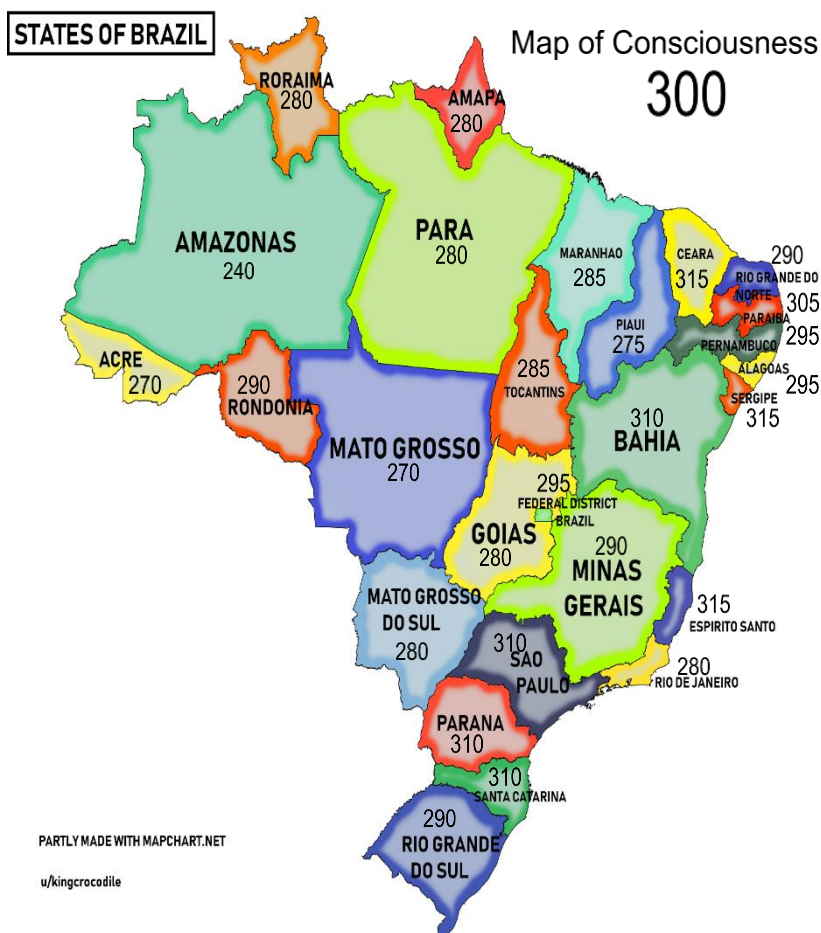 STATES OF BRAZIL
Map of Consciousness
300
RORAIMA
280
AMAPA
280
AMAZONAS
240
PARA
280
MARANHAO
285
CEARA
315
290
RIO GRANDE DO
NORTE
305
PARAIBA
PIAUI
275
295
PERNAMBUCO
ALAGOAS
295
SERGIPE
315
ACRE
270
290
RONDONIA
285
TOCANTINS
MATO GROSSO
270
310
BAHIA
295
FEDERAL DISTRICT
BRAZIL
GOIAS
280
290
MINAS
GERAIS
MATO GROSSO
DO SUL
280
315
ESPIRITO SANTO
310
SAO
PAULO
280
RIO DE JANEIRO
PARANA
310
310
SANTA CATARINA
290
RIO GRANDE
DO SUL
PARTLY MADE WITH MAPCHART.NET
u/kingcrocodile